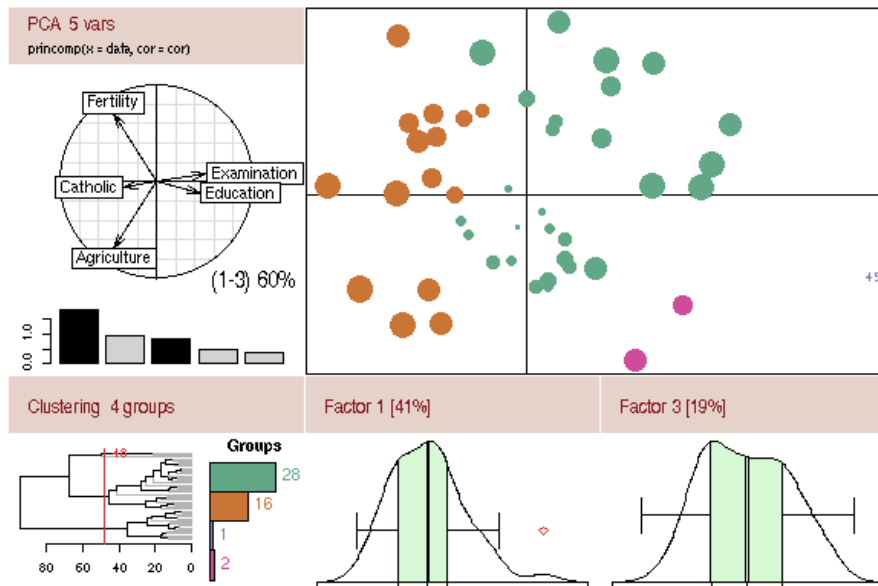 PCA 5 vars
princomp(x = data, cor = cor)
Fertility
Examination
Catholic
Education
Agriculture
(1-3) 60%
1.0
0.0
45
Clustering 4 groups
Factor 1 [41%]
Factor 3 [19%]
Groups
28
16
1
2
80 60 40 20 0